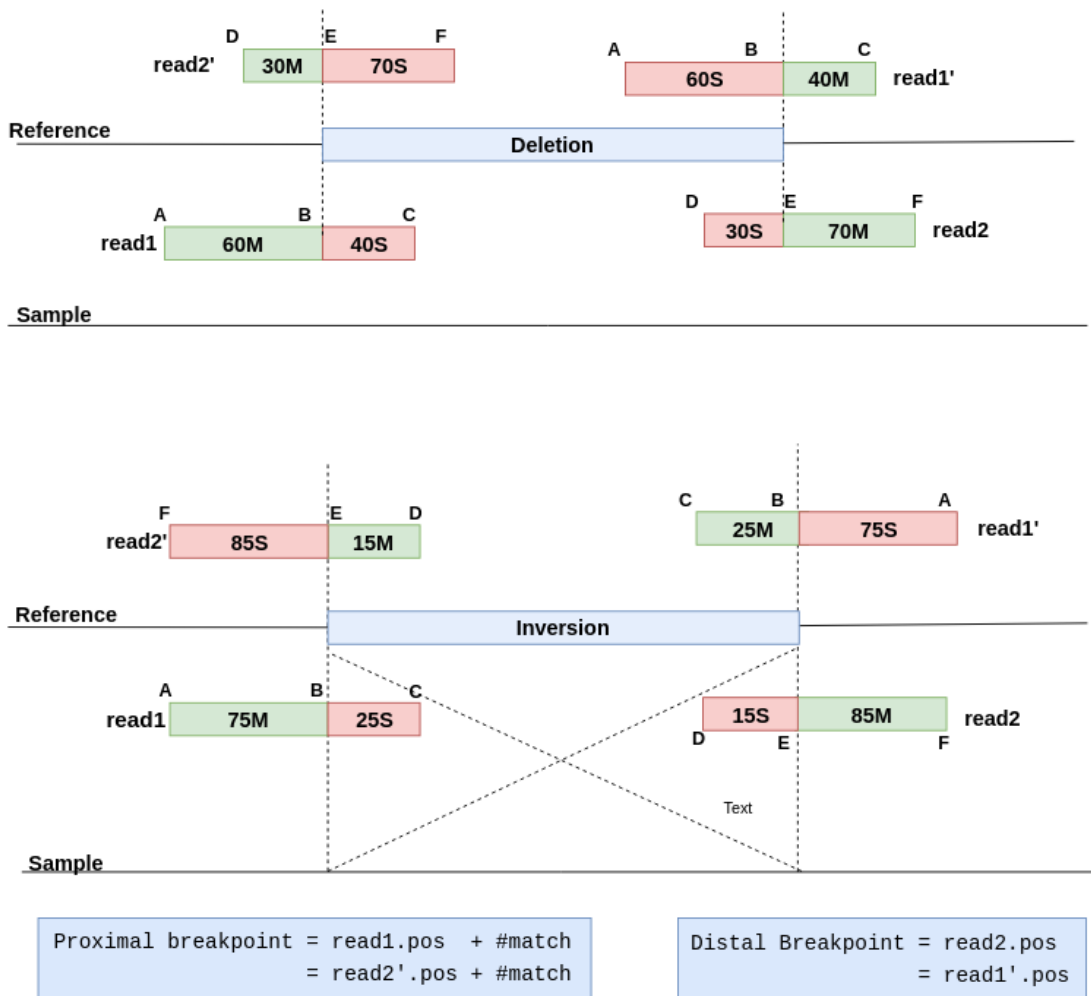 D E F
read2' 30M 70S
A B C
60S 40M read1'
Reference
Deletion
A B C
read1 60M 40S
D E F
30S 70M read2
Sample
F E D
read2' 85S 15M
C B A
25M 75S read1'
Reference
Inversion
A B C
read1 75M 25S
15S 85M read2
D E F
Text
Sample
Proximal breakpoint = read1.pos + #match
= read2'.pos + #match
Distal Breakpoint = read2.pos
= read1'.pos